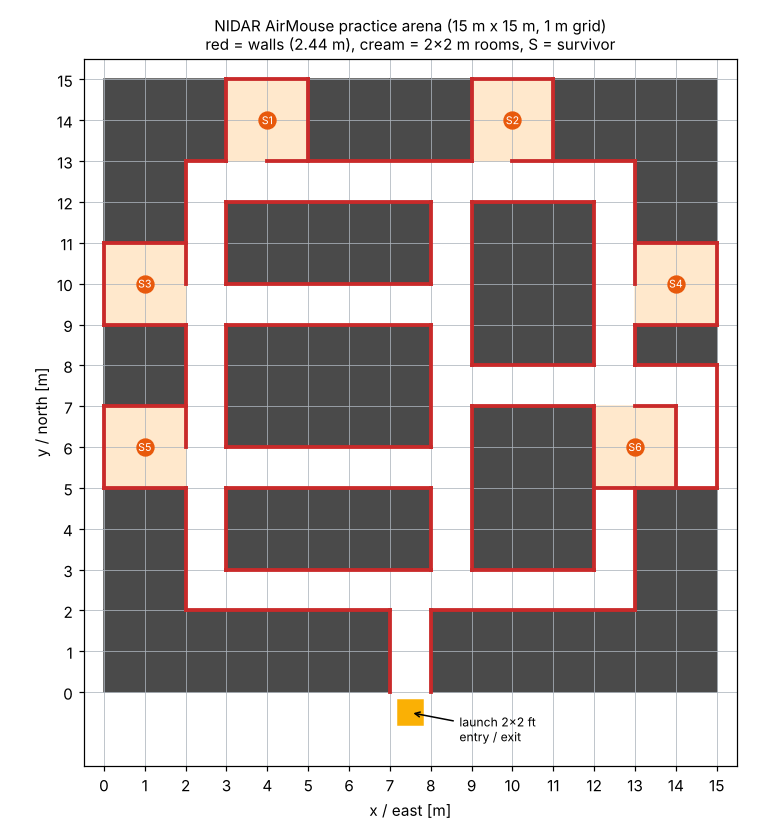 NIDAR AirMouse practice arena (15 m x 15 m, 1 m grid)
red = walls (2.44 m), cream = 2×2 m rooms, S = survivor
15
14
13
12
11
10
9
8
7
6
5
4
3
2
1
0
y / north [m]
S1
S2
S3
S4
S5
S6
launch 2×2 ft
entry / exit
0 1 2 3 4 5 6 7 8 9 10 11 12 13 14 15
x / east [m]